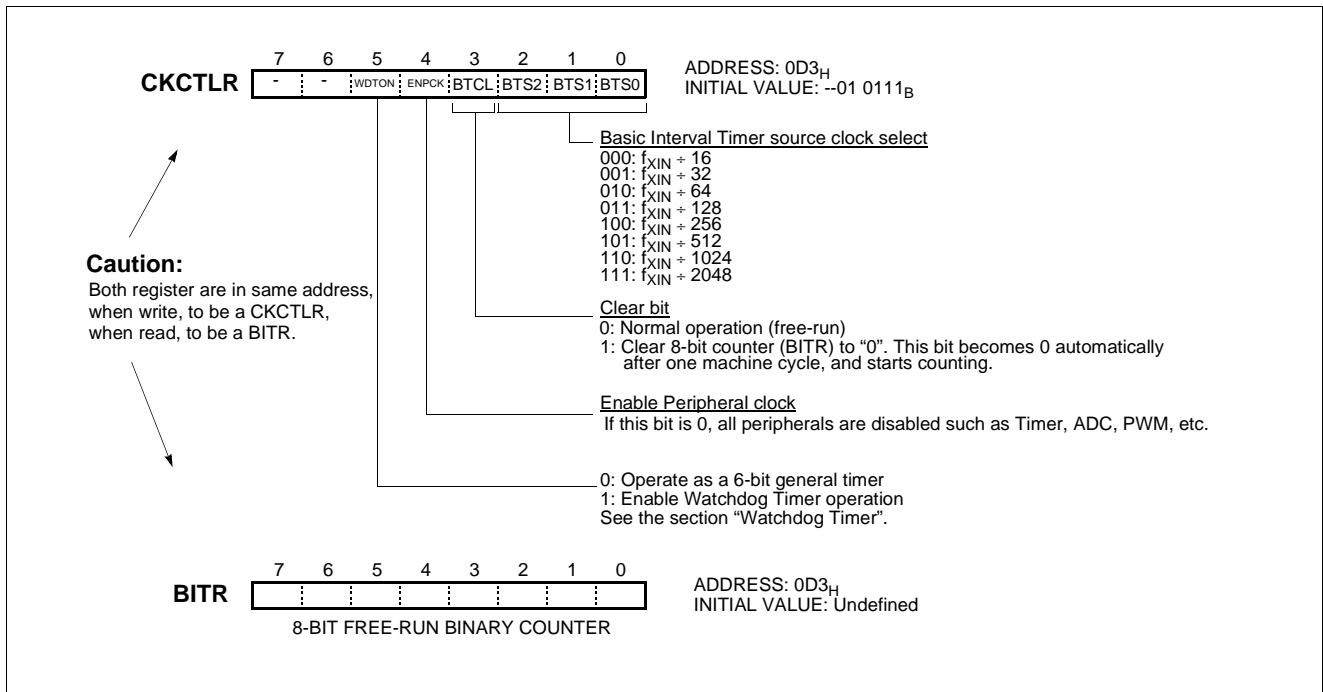 7 6 5 4 3 2 1 0
CKCTLR - - WDTON ENPCK BTCL BTS2 BTS1 BTS0
ADDRESS: 0D3H
INITIAL VALUE: --01 0111B
Basic Interval Timer source clock select
000: fXIN ÷ 16
001: fXIN ÷ 32
010: fXIN ÷ 64
011: fXIN ÷ 128
100: fXIN ÷ 256
101: fXIN ÷ 512
110: fXIN ÷ 1024
111: fXIN ÷ 2048
Caution:
Both register are in same address,
when write, to be a CKCTLR,
when read, to be a BITR.
Clear bit
0: Normal operation (free-run)
1: Clear 8-bit counter (BITR) to “0”. This bit becomes 0 automatically
after one machine cycle, and starts counting.
Enable Peripheral clock
If this bit is 0, all peripherals are disabled such as Timer, ADC, PWM, etc.
0: Operate as a 6-bit general timer
1: Enable Watchdog Timer operation
See the section “Watchdog Timer”.
7 6 5 4 3 2 1 0
BITR
ADDRESS: 0D3H
INITIAL VALUE: Undefined
8-BIT FREE-RUN BINARY COUNTER